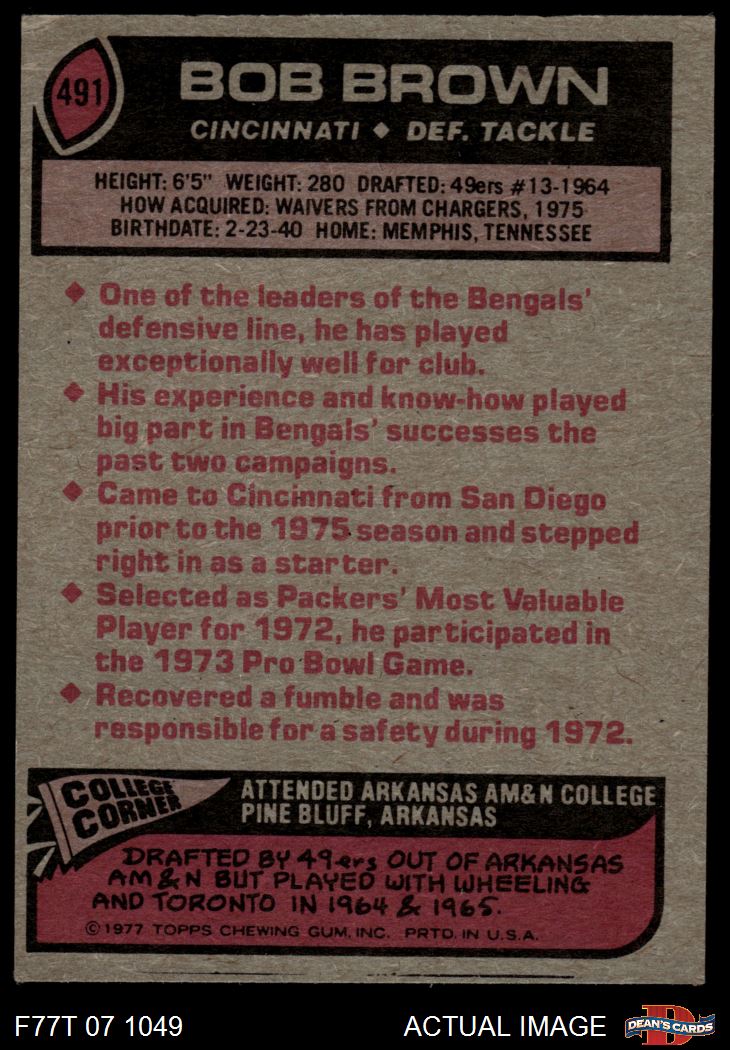 491
BOB BROWN
CINCINNATI ♦ DEF. TACKLE
HEIGHT: 6'5" WEIGHT: 280 DRAFTED: 49ers #13-1964
HOW ACQUIRED: WAIVERS FROM CHARGERS, 1975
BIRTHDATE: 2-23-40 HOME: MEMPHIS, TENNESSEE
♦ One of the leaders of the Bengals'
defensive line, he has played
exceptionally well for club.
♦ His experience and know-how played
big part in Bengals' successes the
past two campaigns.
♦ Came to Cincinnati from San Diego
prior to the 1975 season and stepped
right in as a starter.
♦ Selected as Packers' Most Valuable
Player for 1972, he participated in
the 1973 Pro Bowl Game.
♦ Recovered a fumble and was
responsible for a safety during 1972.
COLLEGE
CORNER
ATTENDED ARKANSAS AM&N COLLEGE
PINE BLUFF, ARKANSAS
DRAFTED BY 49ers OUT OF ARKANSAS
AM & N BUT PLAYED WITH WHEELING
AND TORONTO IN 1964 & 1965.
©1977 TOPPS CHEWING GUM, INC. PRTD. IN U.S.A.
F77T 07 1049 ACTUAL IMAGE D DEAN'S CARDS